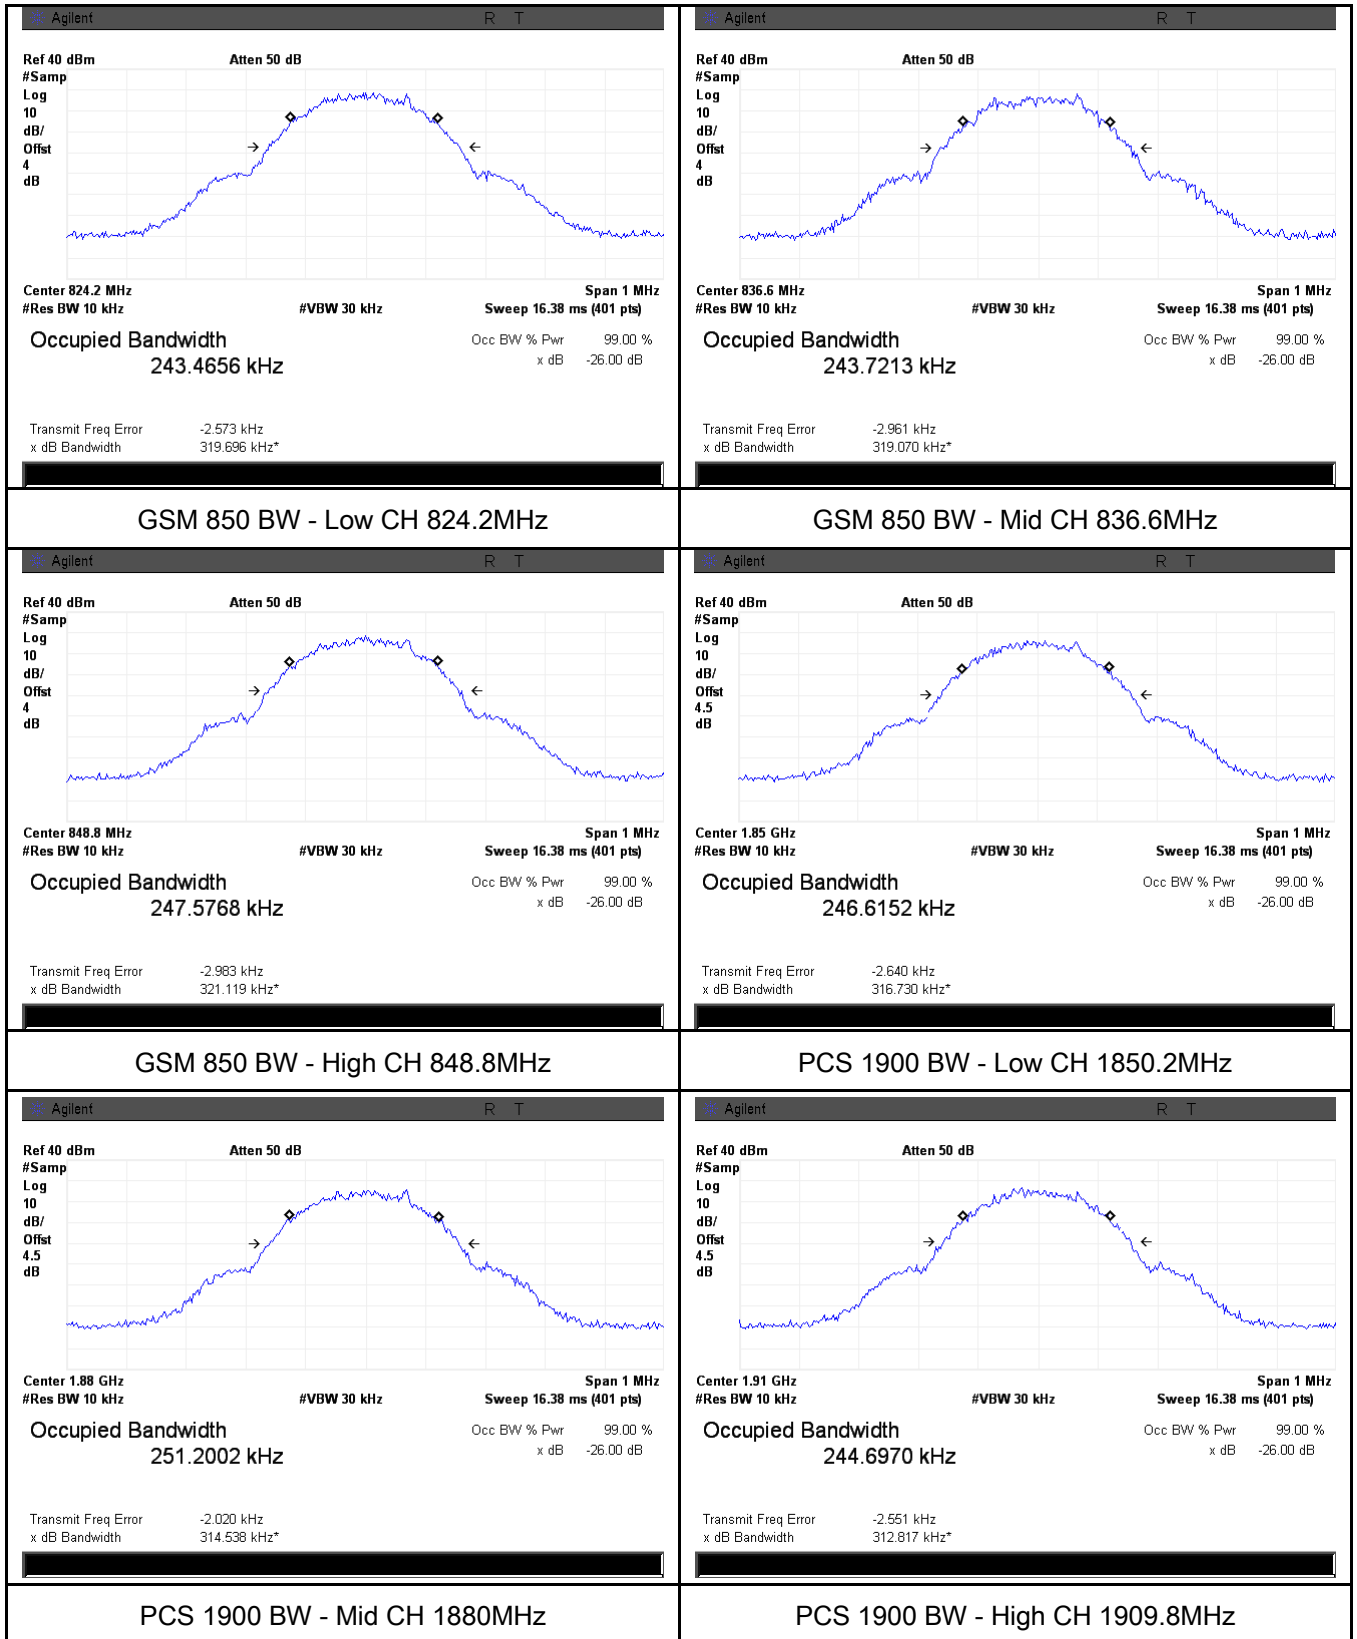 Agilent R T
Ref 40 dBm Atten 50 dB
#Samp
Log
10
dB/
Offst
4
dB
Center 824.2 MHz Span 1 MHz
#Res BW 10 kHz #VBW 30 kHz Sweep 16.38 ms (401 pts)
Occupied Bandwidth Occ BW % Pwr 99.00 %
243.4656 kHz x dB -26.00 dB
Transmit Freq Error -2.573 kHz
x dB Bandwidth 319.696 kHz*
GSM 850 BW - Low CH 824.2MHz
Agilent R T
Ref 40 dBm Atten 50 dB
#Samp
Log
10
dB/
Offst
4
dB
Center 836.6 MHz Span 1 MHz
#Res BW 10 kHz #VBW 30 kHz Sweep 16.38 ms (401 pts)
Occupied Bandwidth Occ BW % Pwr 99.00 %
243.7213 kHz x dB -26.00 dB
Transmit Freq Error -2.961 kHz
x dB Bandwidth 319.070 kHz*
GSM 850 BW - Mid CH 836.6MHz
Agilent R T
Ref 40 dBm Atten 50 dB
#Samp
Log
10
dB/
Offst
4
dB
Center 848.8 MHz Span 1 MHz
#Res BW 10 kHz #VBW 30 kHz Sweep 16.38 ms (401 pts)
Occupied Bandwidth Occ BW % Pwr 99.00 %
247.5768 kHz x dB -26.00 dB
Transmit Freq Error -2.983 kHz
x dB Bandwidth 321.119 kHz*
GSM 850 BW - High CH 848.8MHz
Agilent R T
Ref 40 dBm Atten 50 dB
#Samp
Log
10
dB/
Offst
4.5
dB
Center 1.85 GHz Span 1 MHz
#Res BW 10 kHz #VBW 30 kHz Sweep 16.38 ms (401 pts)
Occupied Bandwidth Occ BW % Pwr 99.00 %
246.6152 kHz x dB -26.00 dB
Transmit Freq Error -2.640 kHz
x dB Bandwidth 316.730 kHz*
PCS 1900 BW - Low CH 1850.2MHz
Agilent R T
Ref 40 dBm Atten 50 dB
#Samp
Log
10
dB/
Offst
4.5
dB
Center 1.88 GHz Span 1 MHz
#Res BW 10 kHz #VBW 30 kHz Sweep 16.38 ms (401 pts)
Occupied Bandwidth Occ BW % Pwr 99.00 %
251.2002 kHz x dB -26.00 dB
Transmit Freq Error -2.020 kHz
x dB Bandwidth 314.538 kHz*
PCS 1900 BW - Mid CH 1880MHz
Agilent R T
Ref 40 dBm Atten 50 dB
#Samp
Log
10
dB/
Offst
4.5
dB
Center 1.91 GHz Span 1 MHz
#Res BW 10 kHz #VBW 30 kHz Sweep 16.38 ms (401 pts)
Occupied Bandwidth Occ BW % Pwr 99.00 %
244.6970 kHz x dB -26.00 dB
Transmit Freq Error -2.551 kHz
x dB Bandwidth 312.817 kHz*
PCS 1900 BW - High CH 1909.8MHz